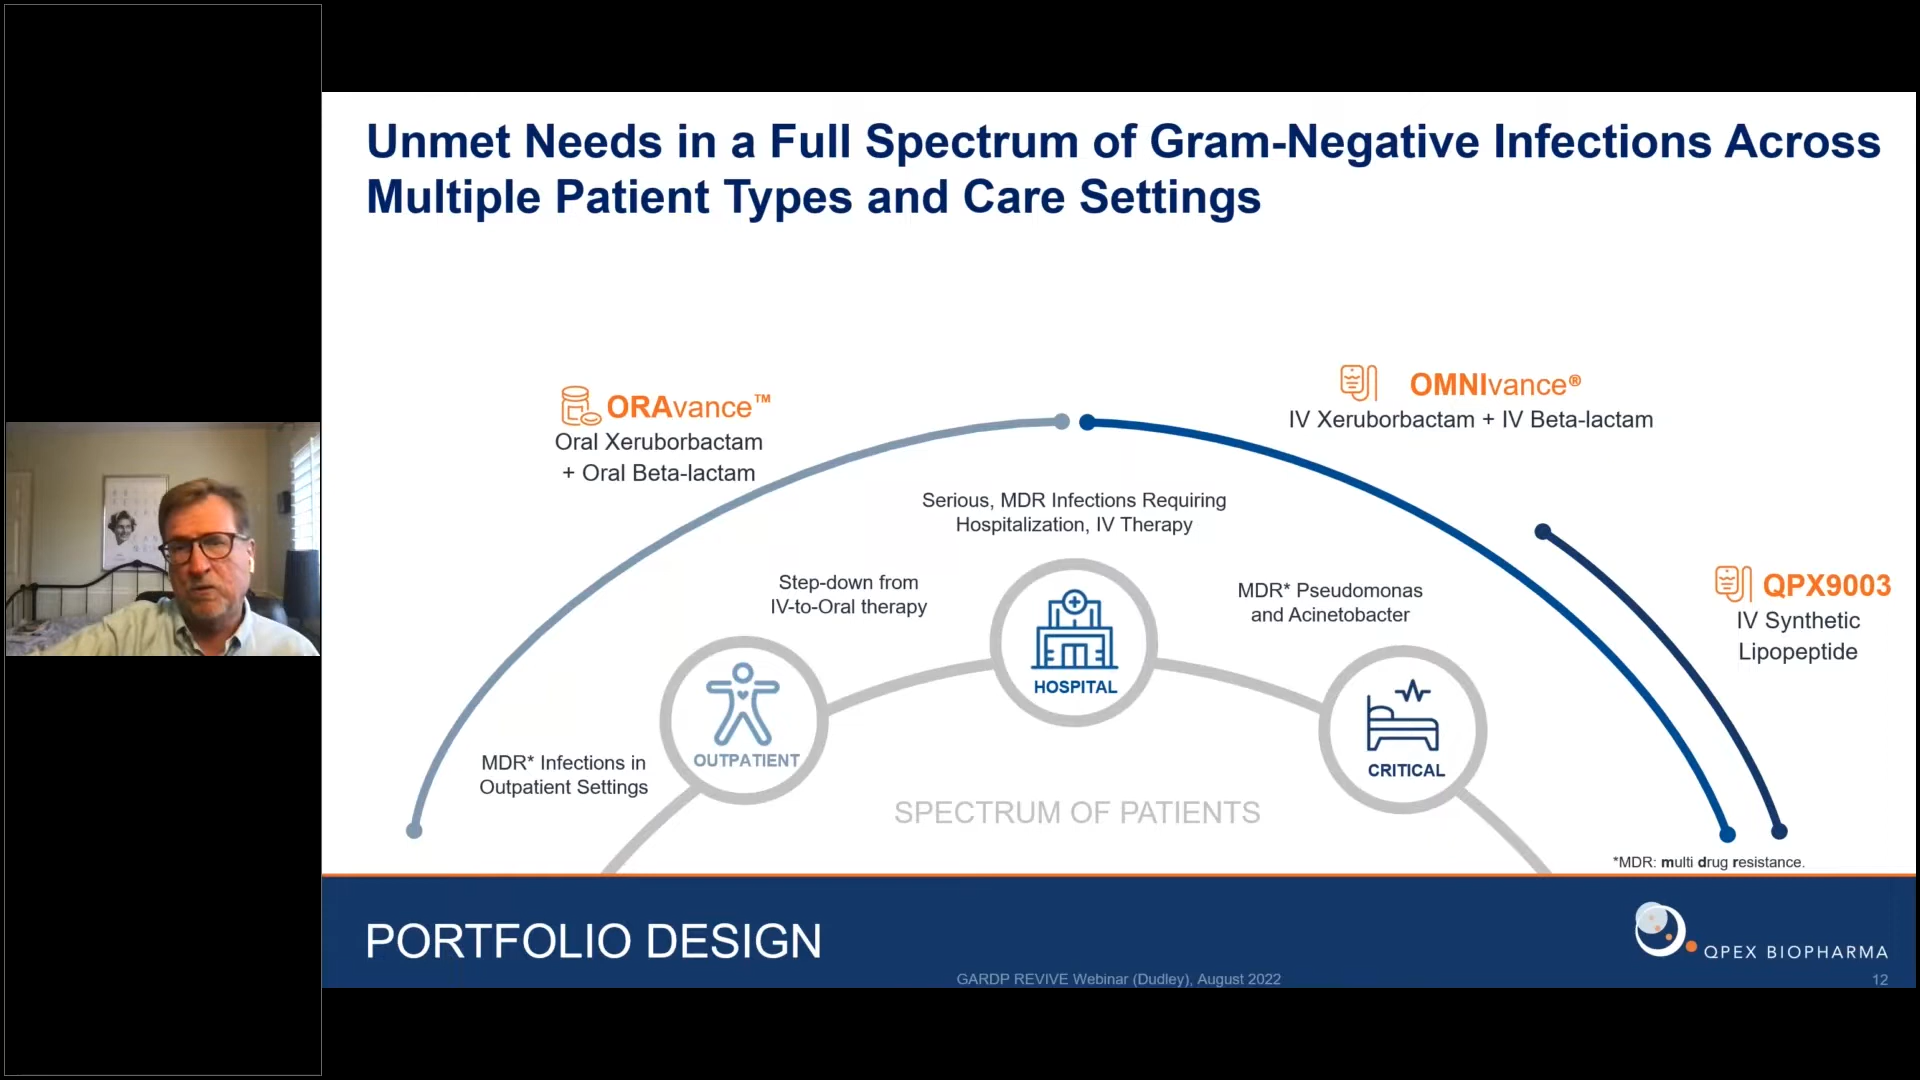 Unmet Needs in a Full Spectrum of Gram-Negative Infections Across
Multiple Patient Types and Care Settings
ORAvance™
Oral Xeruborbactam
+ Oral Beta-lactam
OMNIvance®
IV Xeruborbactam + IV Beta-lactam
Serious, MDR Infections Requiring
Hospitalization, IV Therapy
Step-down from
IV-to-Oral therapy
MDR* Pseudomonas
and Acinetobacter
QPX9003
IV Synthetic
Lipopeptide
HOSPITAL
MDR* Infections in
Outpatient Settings
OUTPATIENT
CRITICAL
SPECTRUM OF PATIENTS
*MDR: multi drug resistance.
PORTFOLIO DESIGN
QPEX BIOPHARMA
GARDP REVIVE Webinar (Dudley), August 2022
12